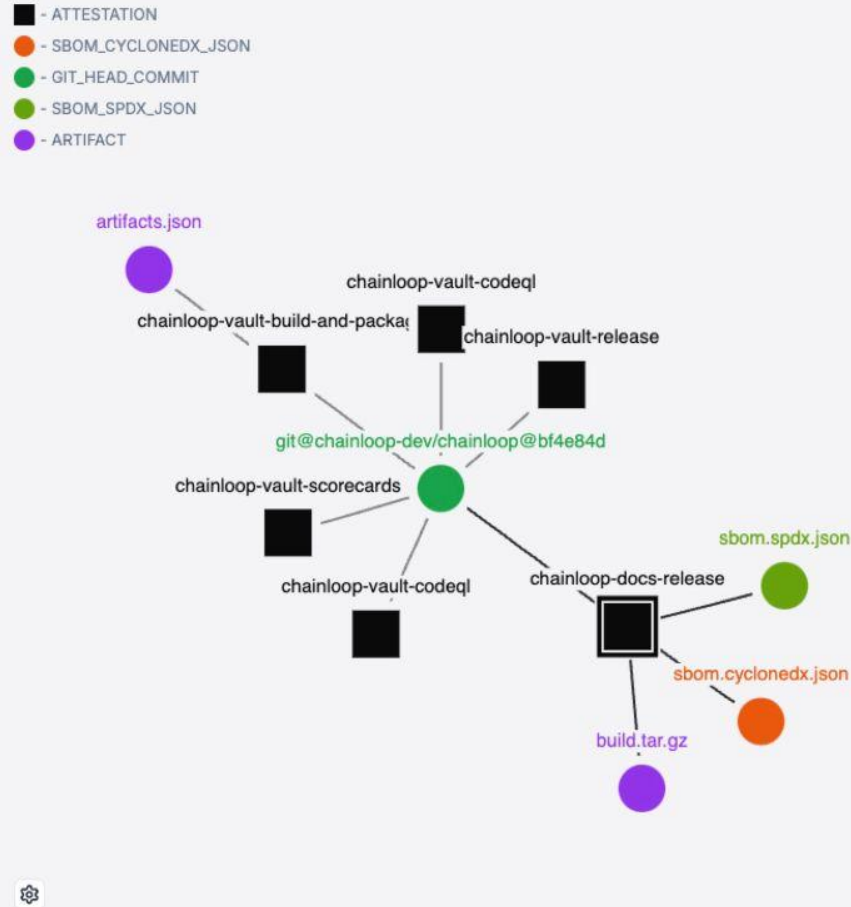 - ATTESTATION
- SBOM_CYCLONEDX_JSON
- GIT_HEAD_COMMIT
- SBOM_SPDX_JSON
- ARTIFACT
artifacts.json
chainloop-vault-codeql
chainloop-vault-build-and-packag
chainloop-vault-release
git@chainloop-dev/chainloop@bf4e84d
chainloop-vault-scorecards
chainloop-vault-codeql
sbom.spdx.json
chainloop-docs-release
sbom.cyclonedx.json
build.tar.gz